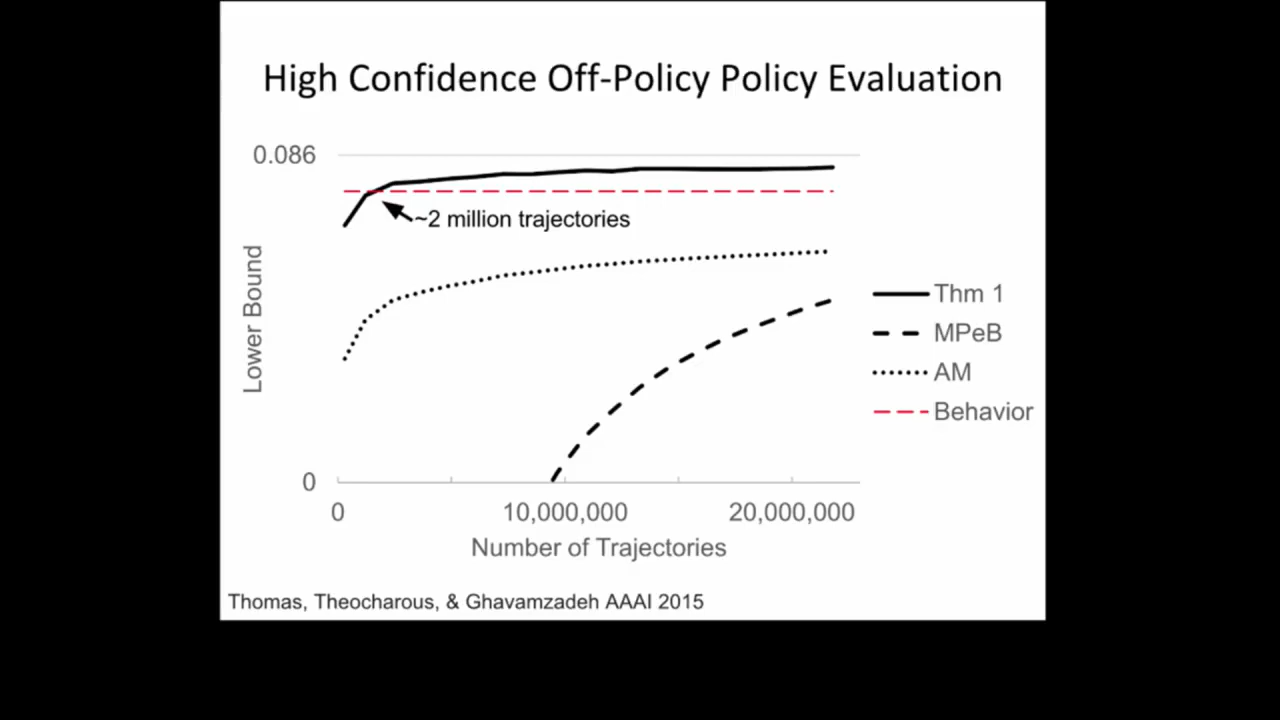 High Confidence Off-Policy Policy Evaluation
0.086
~2 million trajectories
Lower Bound
Thm 1
MPeB
AM
Behavior
0
0
10,000,000
20,000,000
Number of Trajectories
Thomas, Theocharous, & Ghavamzadeh AAAI 2015